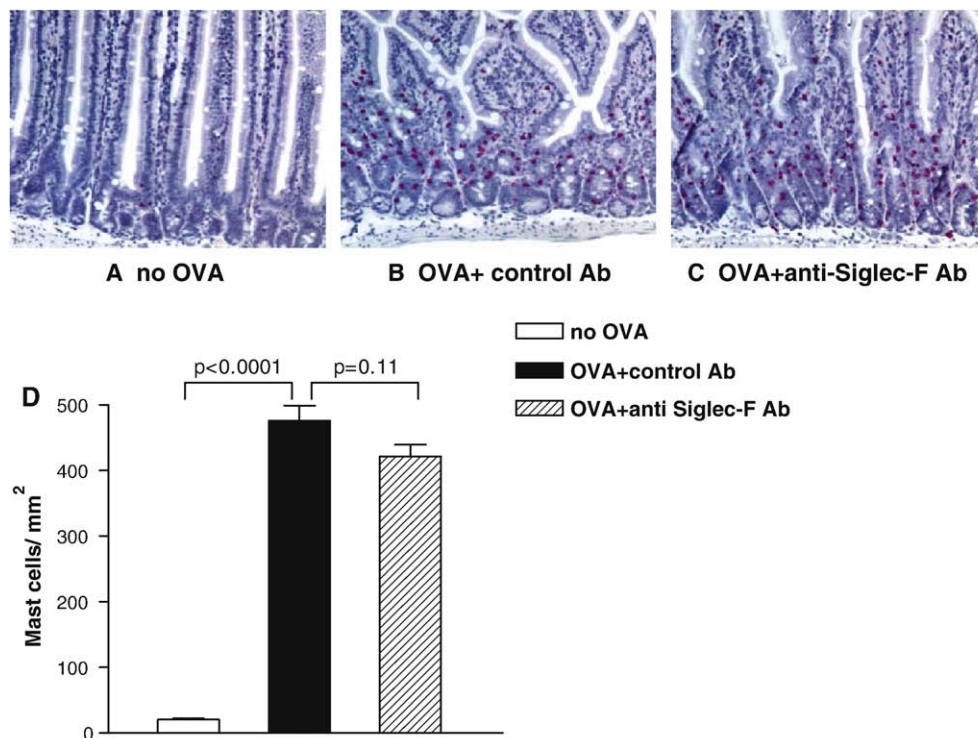 A no OVA
B OVA+ control Ab
C OVA+anti-Siglec-F Ab
no OVA
OVA+control Ab
OVA+anti Siglec-F Ab
D
p<0.0001
p=0.11
500
400
300
200
100
0
Mast cells/ mm²